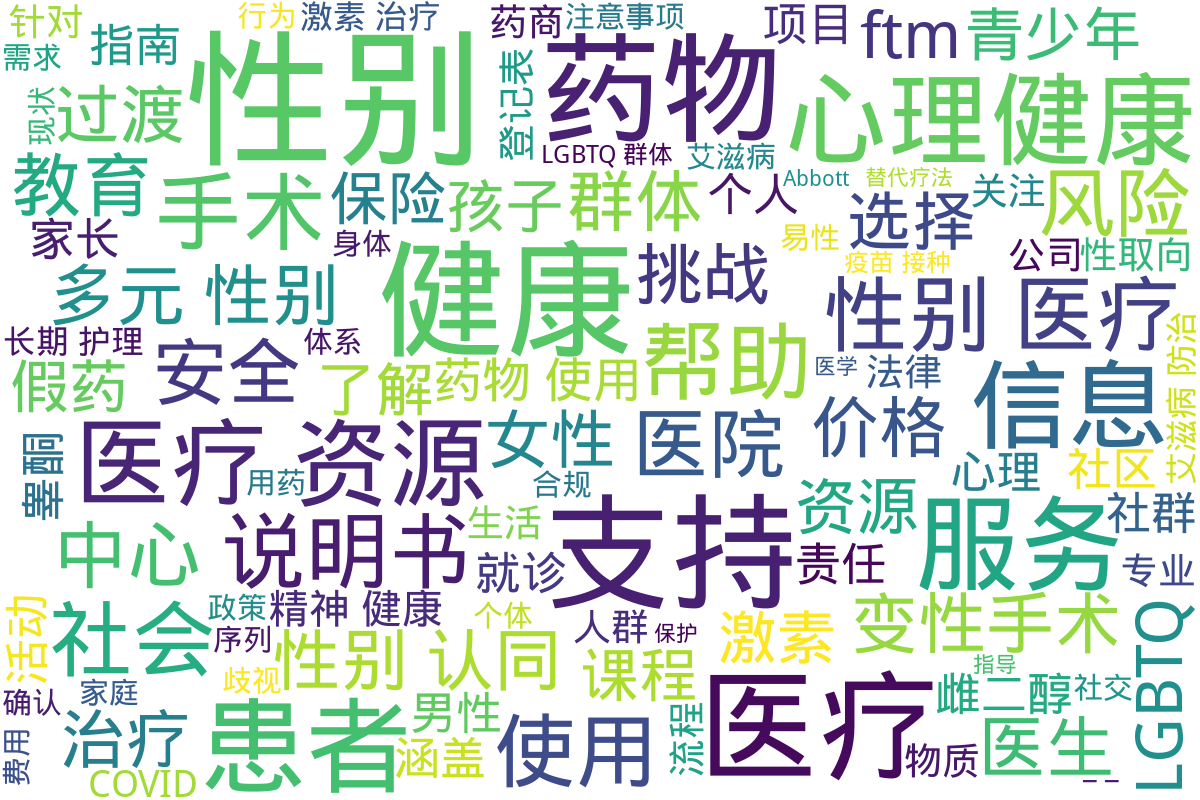 针对
行为
激素 治疗
药商
注意事项
项目
ftm
青少年
需求
指南
性别
登记表
药物
心理健康
现状
过渡
LGBTQ 群体
艾滋病
Abbott
替代疗法
教育
手术
保险
孩子
群体
个人
选择
关注
风险
家长
身体
易性
疫苗 接种
公司
性取向
多元 性别
健康
挑战
性别 医疗
长期 护理
体系
安全
帮助
医学
法律
艾滋病 防治
假药
了解
药物 使用
价格
信息
睾酮
医疗 资源
女性
医院
心理
社区
用药
合规
资源
服务
社群
中心
说明书
生活
就诊
支持
责任
专业
活动
社会
政策
精神 健康
个体
人群
保护
激素
变性手术
LGBTQ
序列
性别 认同
课程
指导
歧视
确认
家庭
患者
男性
医疗
雌二醇
社交
费用
治疗
涵盖
使用
流程
物质
医生
COVID